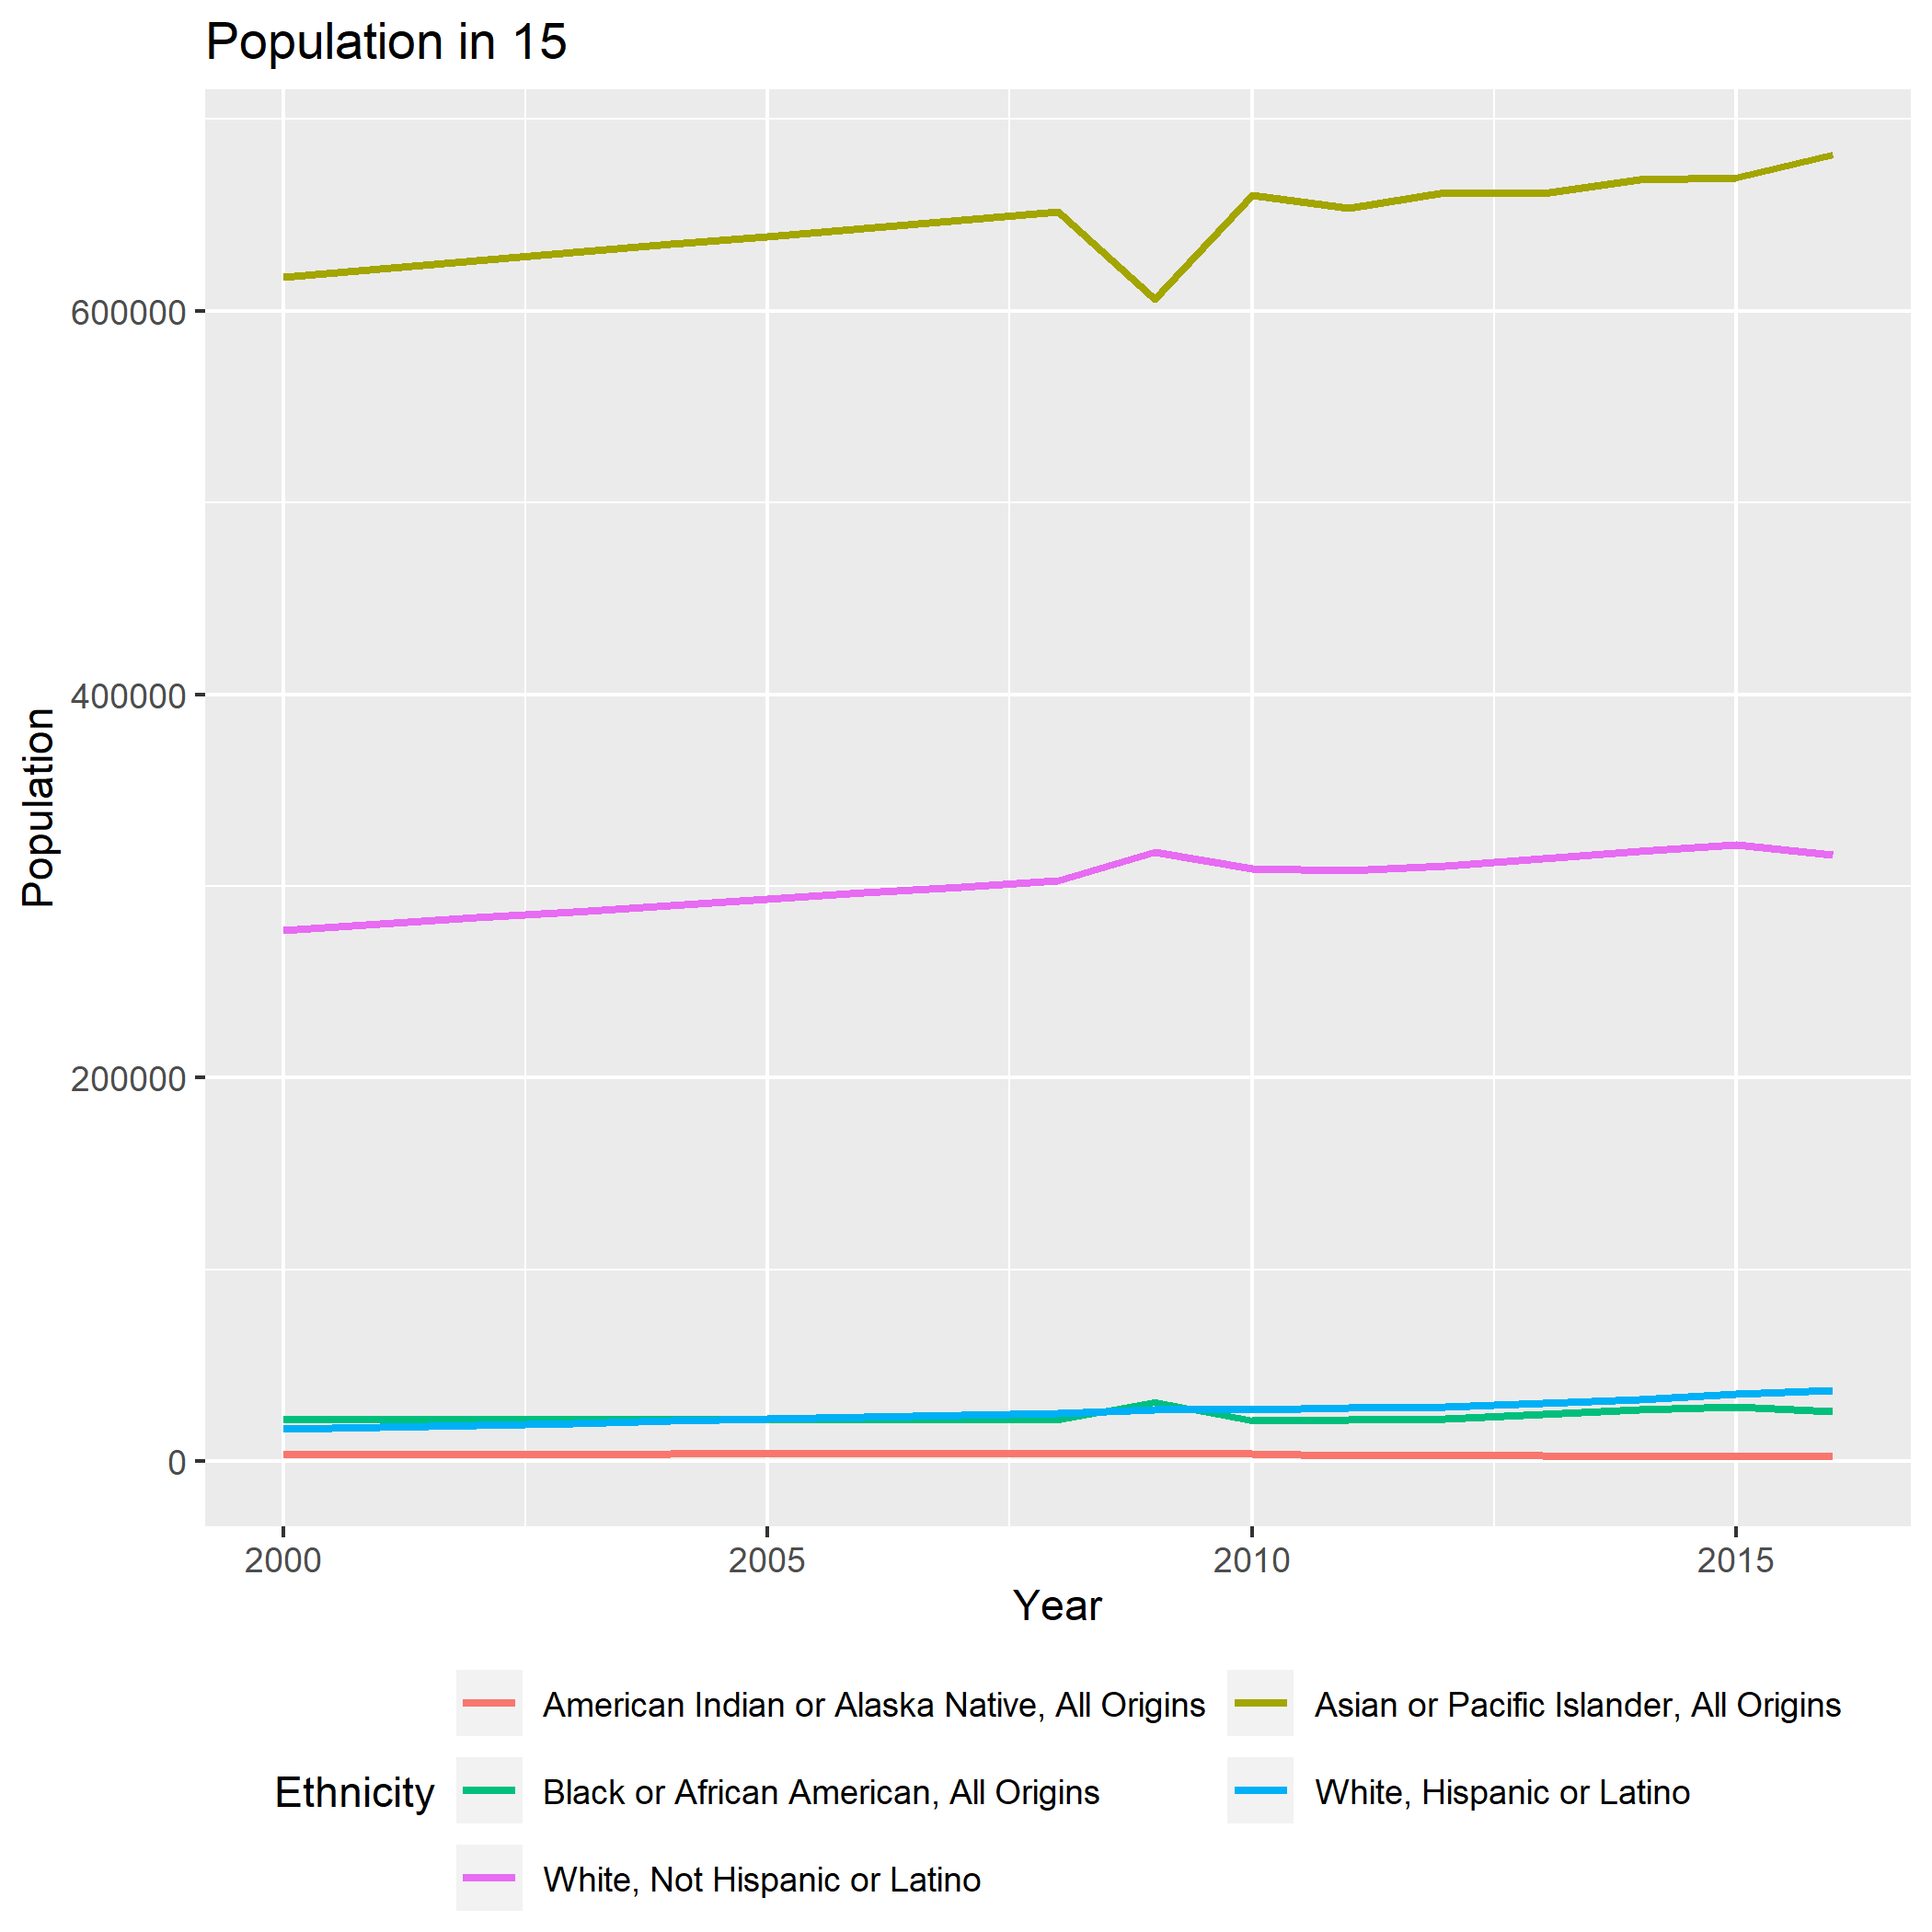 Population in 15
Population
600000
400000
200000
0
2000 2005 2010 2015
Year
Ethnicity
American Indian or Alaska Native, All Origins
Asian or Pacific Islander, All Origins
Black or African American, All Origins
White, Hispanic or Latino
White, Not Hispanic or Latino